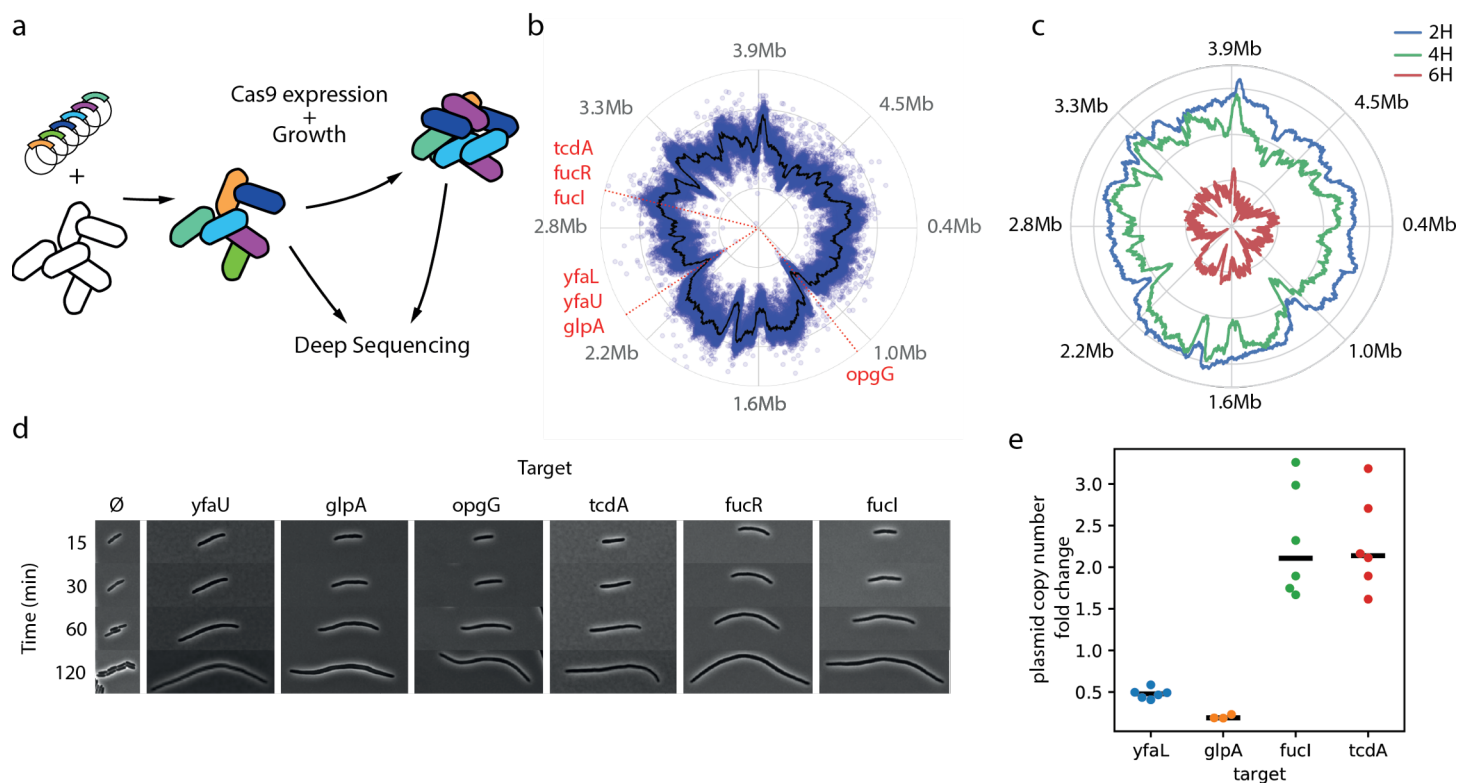 a
Cas9 expression
+
Growth
+
Deep Sequencing
b
3.9Mb
3.3Mb
4.5Mb
tcdA
fucR
fucI
2.8Mb
0.4Mb
yfaL
yfaU
glpA
2.2Mb
1.0Mb
opgG
1.6Mb
c
2H
4H
6H
3.9Mb
3.3Mb
4.5Mb
2.8Mb
0.4Mb
2.2Mb
1.0Mb
1.6Mb
d
Target
Ø yfaU glpA opgG tcdA fucR fucI
Time (min)
15
30
60
120
e
plasmid copy number
fold change
3.0
2.5
2.0
1.5
1.0
0.5
yfaL glpA fucI tcdA
target